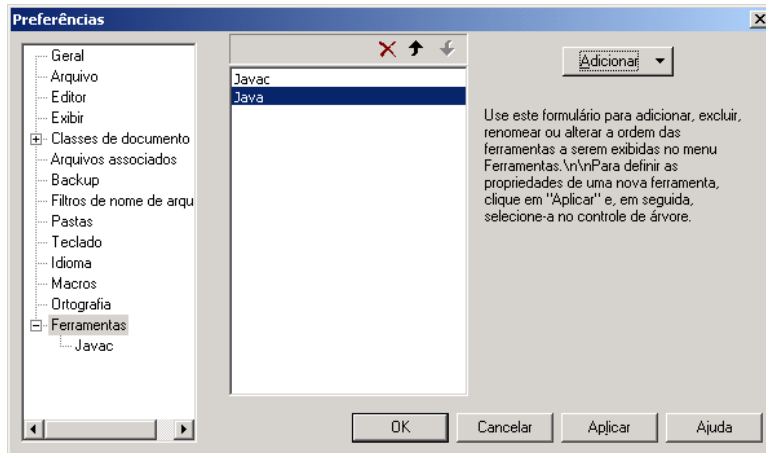 Preferências
Geral
Arquivo
Editor
Exibir
Classes de documento
Arquivos associados
Backup
Filtros de nome de arqu
Pastas
Teclado
Idioma
Macros
Ortografia
Ferramentas
Javac
Javac
Java
Adicionar
Use este formulário para adicionar, excluir,
renomear ou alterar a ordem das
ferramentas a serem exibidas no menu
Ferramentas.\n\nPara definir as
propriedades de uma nova ferramenta,
clique em "Aplicar" e, em seguida,
selecione-a no controle de árvore.
OK
Cancelar
Aplicar
Ajuda